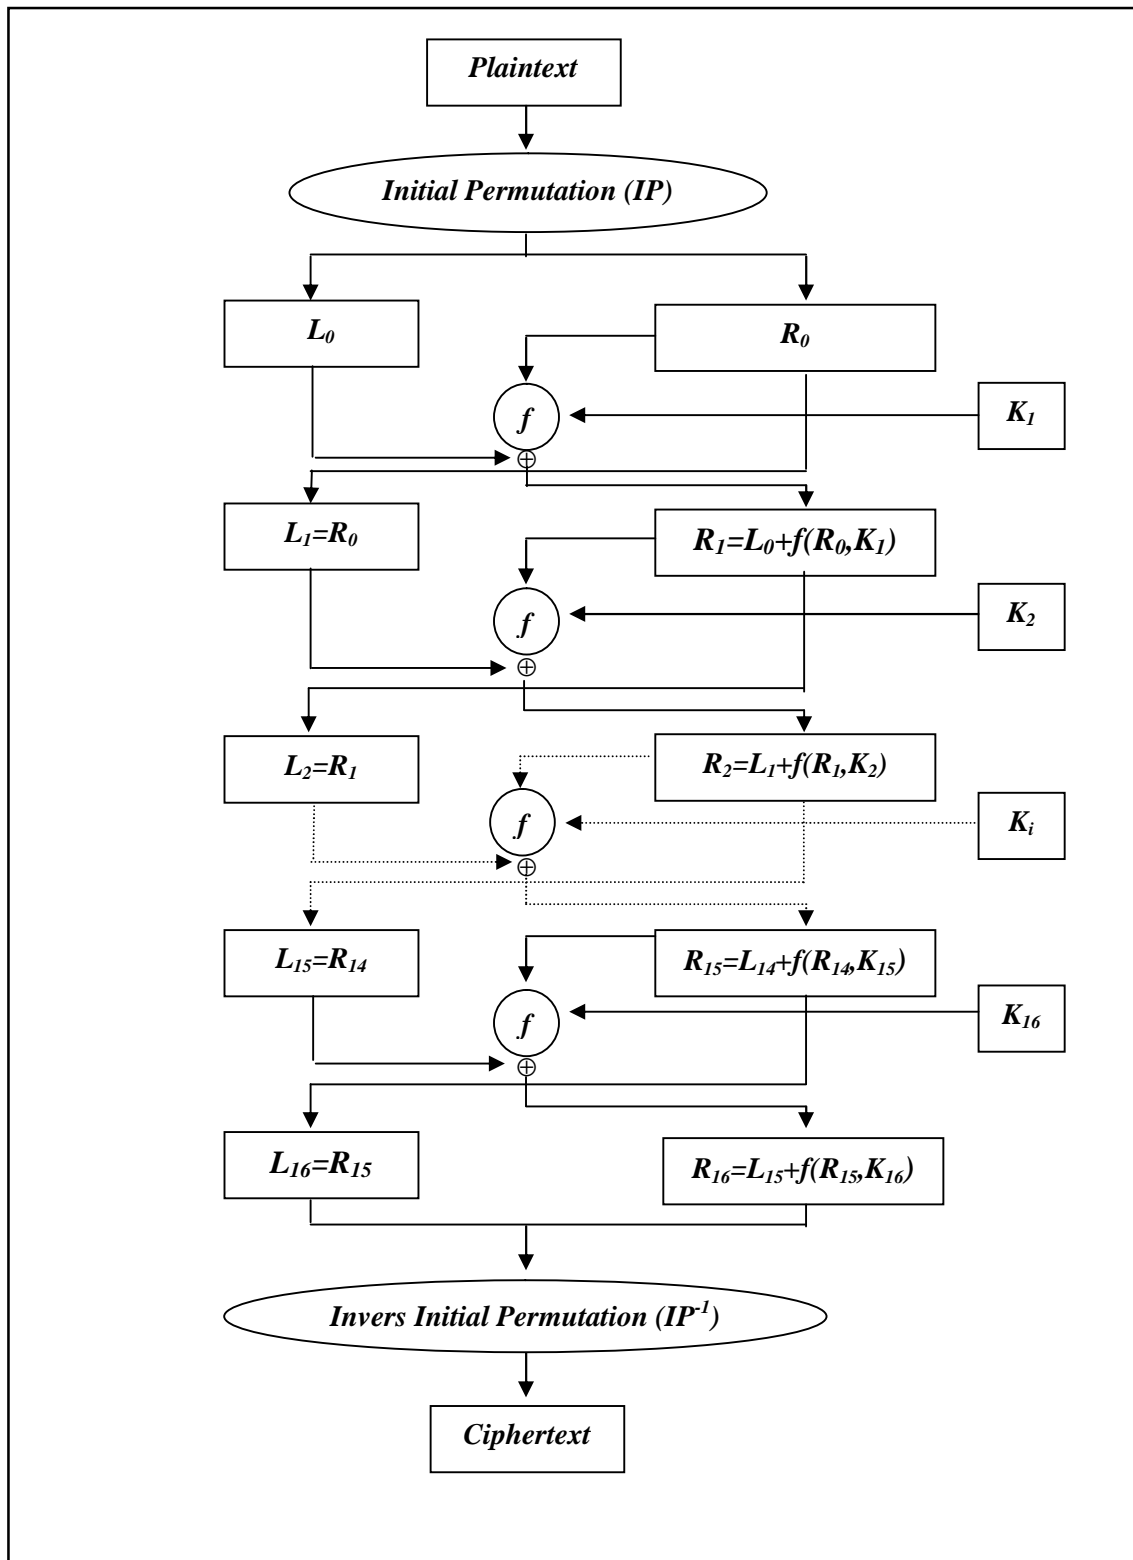 Plaintext
Initial Permutation (IP)
L₀
R₀
f
K₁
⊕
L₁=R₀
R₁=L₀+f(R₀,K₁)
f
K₂
⊕
L₂=R₁
R₂=L₁+f(R₁,K₂)
f
Kᵢ
⊕
L₁₅=R₁₄
R₁₅=L₁₄+f(R₁₄,K₁₅)
f
K₁₆
⊕
L₁₆=R₁₅
R₁₆=L₁₅+f(R₁₅,K₁₆)
Invers Initial Permutation (IP⁻¹)
Ciphertext